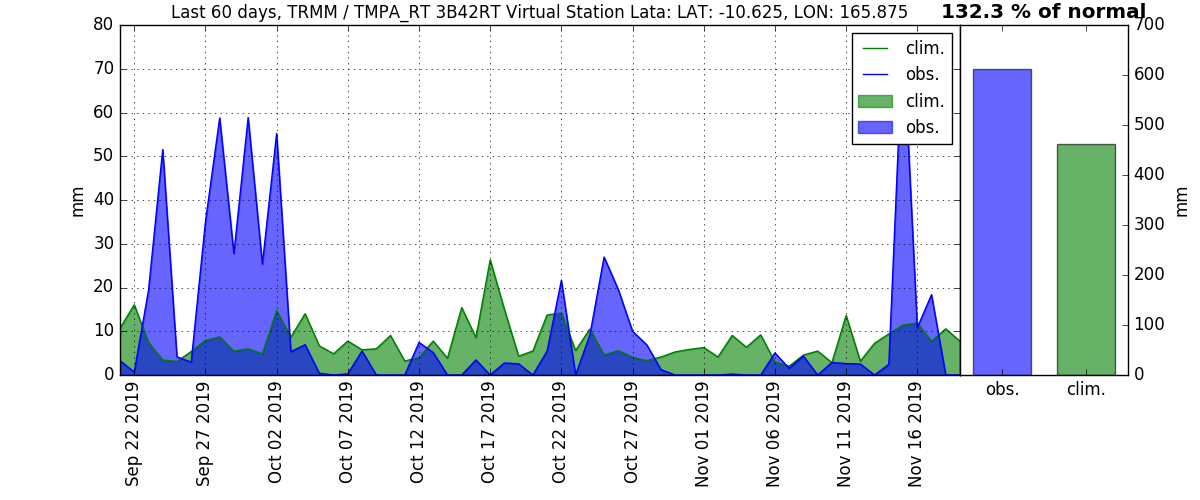 Last 60 days, TRMM / TMPA_RT 3B42RT Virtual Station Lata: LAT: -10.625, LON: 165.875
132.3 % of normal
80
70
60
50
40
30
20
10
0
mm
clim.
obs.
clim.
obs.
Sep 22 2019
Sep 27 2019
Oct 02 2019
Oct 07 2019
Oct 12 2019
Oct 17 2019
Oct 22 2019
Oct 27 2019
Nov 01 2019
Nov 06 2019
Nov 11 2019
Nov 16 2019
700
600
500
400
300
200
100
0
mm
obs.
clim.